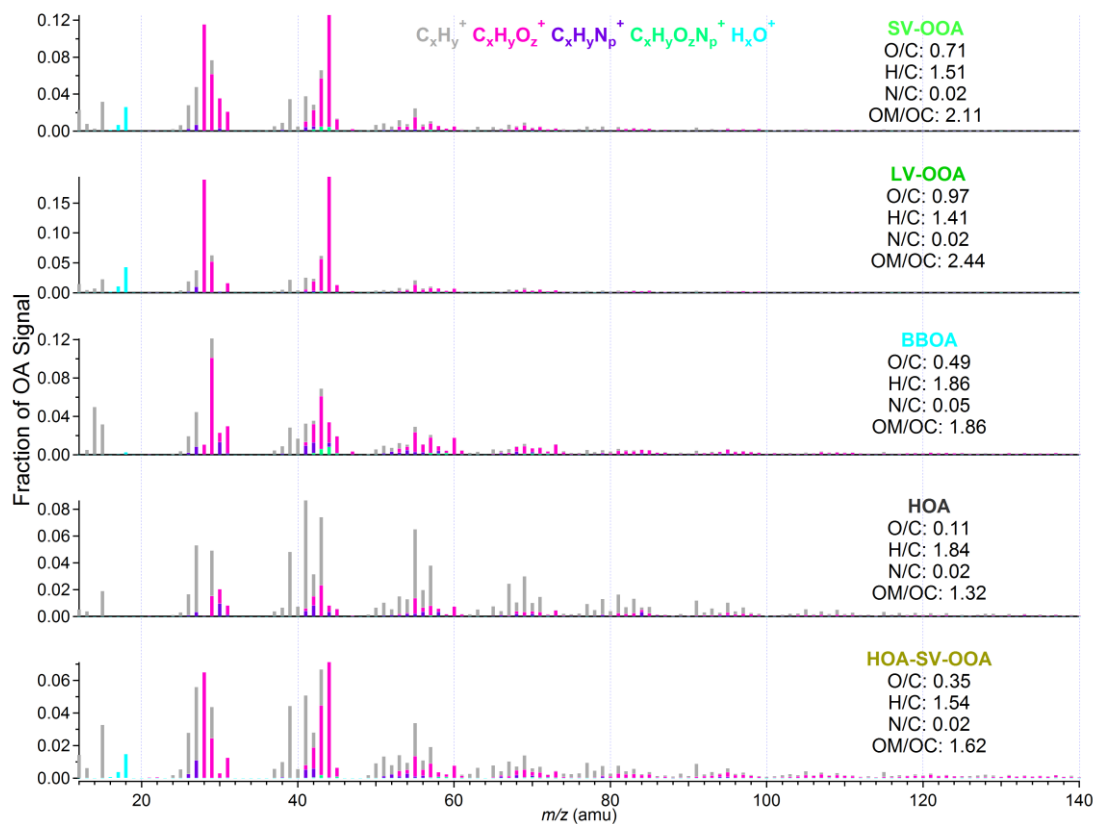 CxHy+ CxHyOz+ CxHyNp+ CxHyOzNp+ HxO+
Fraction of OA Signal
0.12
0.08
0.04
0.00
SV-OOA
O/C: 0.71
H/C: 1.51
N/C: 0.02
OM/OC: 2.11
0.15
0.10
0.05
0.00
LV-OOA
O/C: 0.97
H/C: 1.41
N/C: 0.02
OM/OC: 2.44
0.12
0.08
0.04
0.00
BBOA
O/C: 0.49
H/C: 1.86
N/C: 0.05
OM/OC: 1.86
0.08
0.06
0.04
0.02
0.00
HOA
O/C: 0.11
H/C: 1.84
N/C: 0.02
OM/OC: 1.32
0.06
0.04
0.02
0.00
HOA-SV-OOA
O/C: 0.35
H/C: 1.54
N/C: 0.02
OM/OC: 1.62
20 40 60 80 100 120 140
m/z (amu)